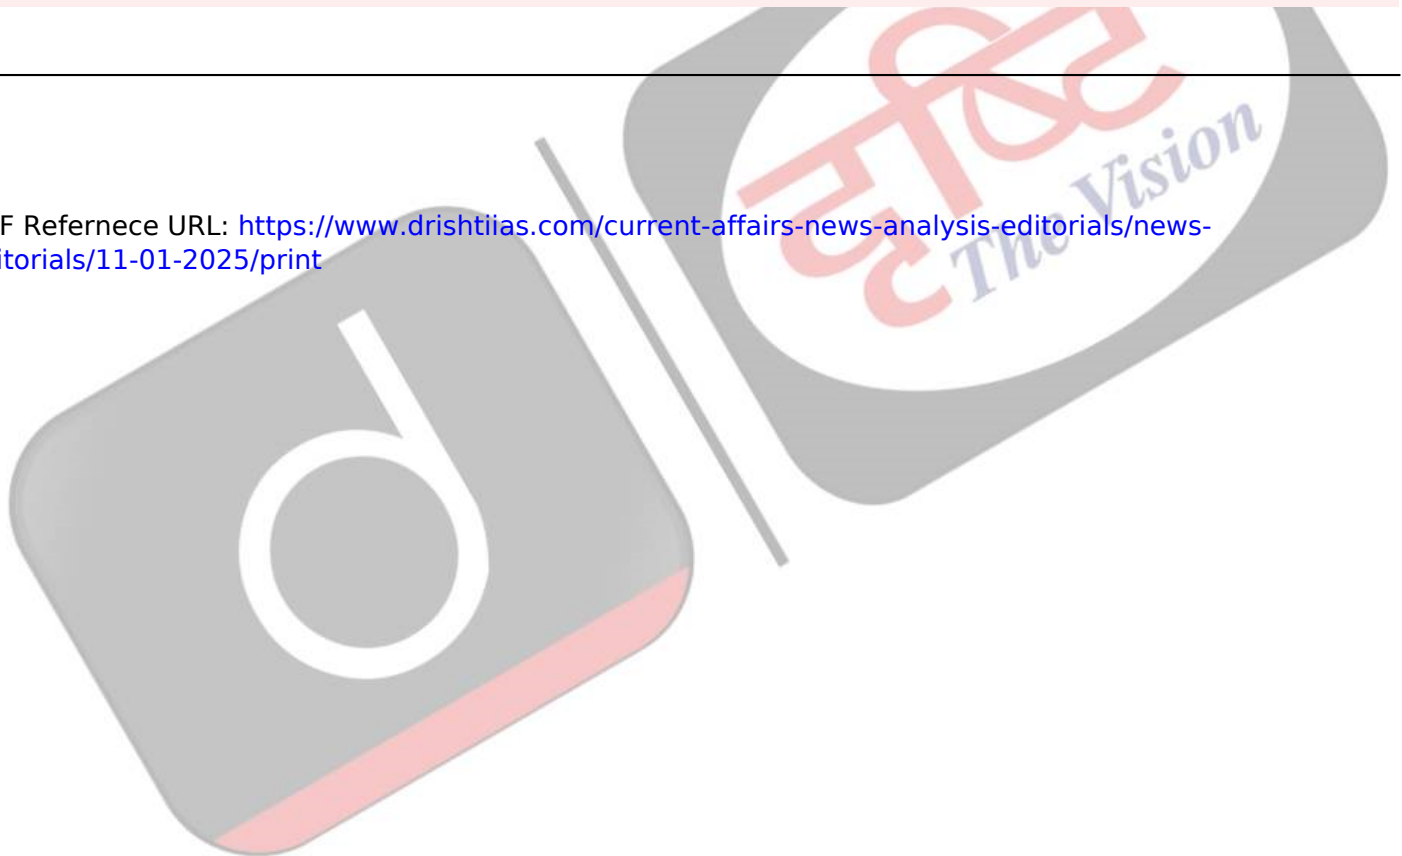 दृष्टि
The Vision
F Refernece URL: https://www.drishtiias.com/current-affairs-news-analysis-editorials/news-
itorials/11-01-2025/print
d